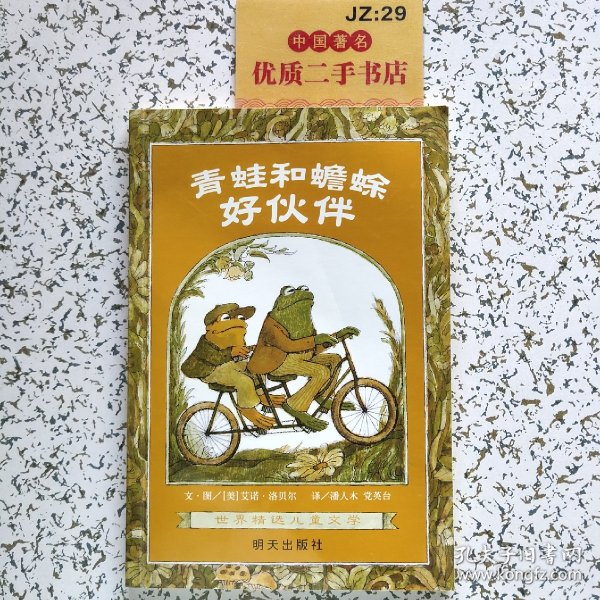 JZ:29
中国著名
优质二手书店
青蛙和蟾蜍
好伙伴
文·图／[美]艾诺·洛贝尔 译／潘人木 党英台
世界精选儿童文学
明天出版社
孔夫子旧书网
kongfz.com